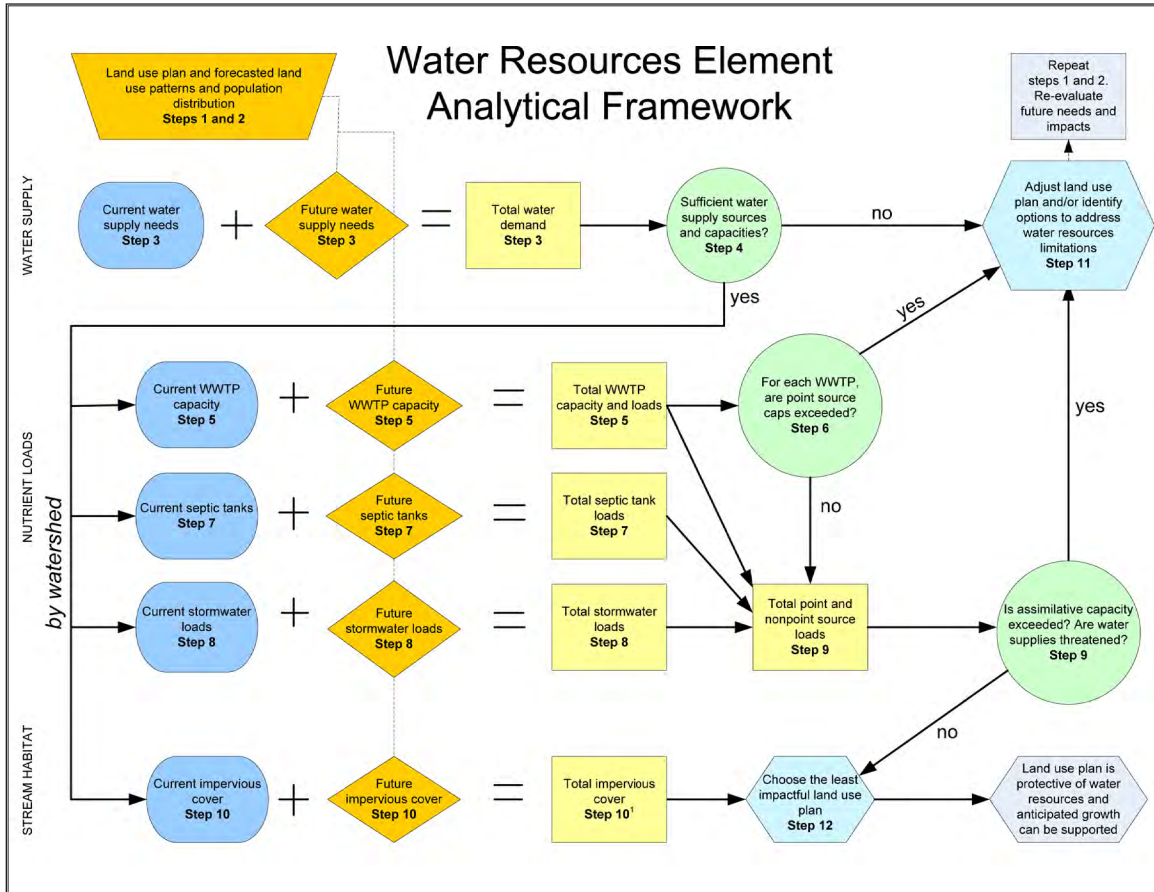 Water Resources Element
Analytical Framework
Land use plan and forecasted land
use patterns and population
distribution
Steps 1 and 2
Repeat
steps 1 and 2.
Re-evaluate
future needs and
impacts
WATER SUPPLY
Current water
supply needs
Step 3
+
Future water
supply needs
Step 3
=
Total water
demand
Step 3
Sufficient water
supply sources
and capacities?
Step 4
no
Adjust land use
plan and/or identify
options to address
water resources
limitations
Step 11
yes
NUTRIENT LOADS
by watershed
Current WWTP
capacity
Step 5
+
Future
WWTP capacity
Step 5
=
Total WWTP
capacity and loads
Step 5
For each WWTP,
are point source
caps exceeded?
Step 6
yes
yes
no
Current septic tanks
Step 7
+
Future
septic tanks
Step 7
=
Total septic tank
loads
Step 7
Current stormwater
loads
Step 8
+
Future
stormwater loads
Step 8
=
Total stormwater
loads
Step 8
Total point and
nonpoint source
loads
Step 9
Is assimilative capacity
exceeded? Are water
supplies threatened?
Step 9
no
STREAM HABITAT
Current impervious
cover
Step 10
+
Future
impervious cover
Step 10
=
Total impervious
cover
Step 10¹
Choose the least
impactful land use
plan
Step 12
Land use plan is
protective of water
resources and
anticipated growth
can be supported